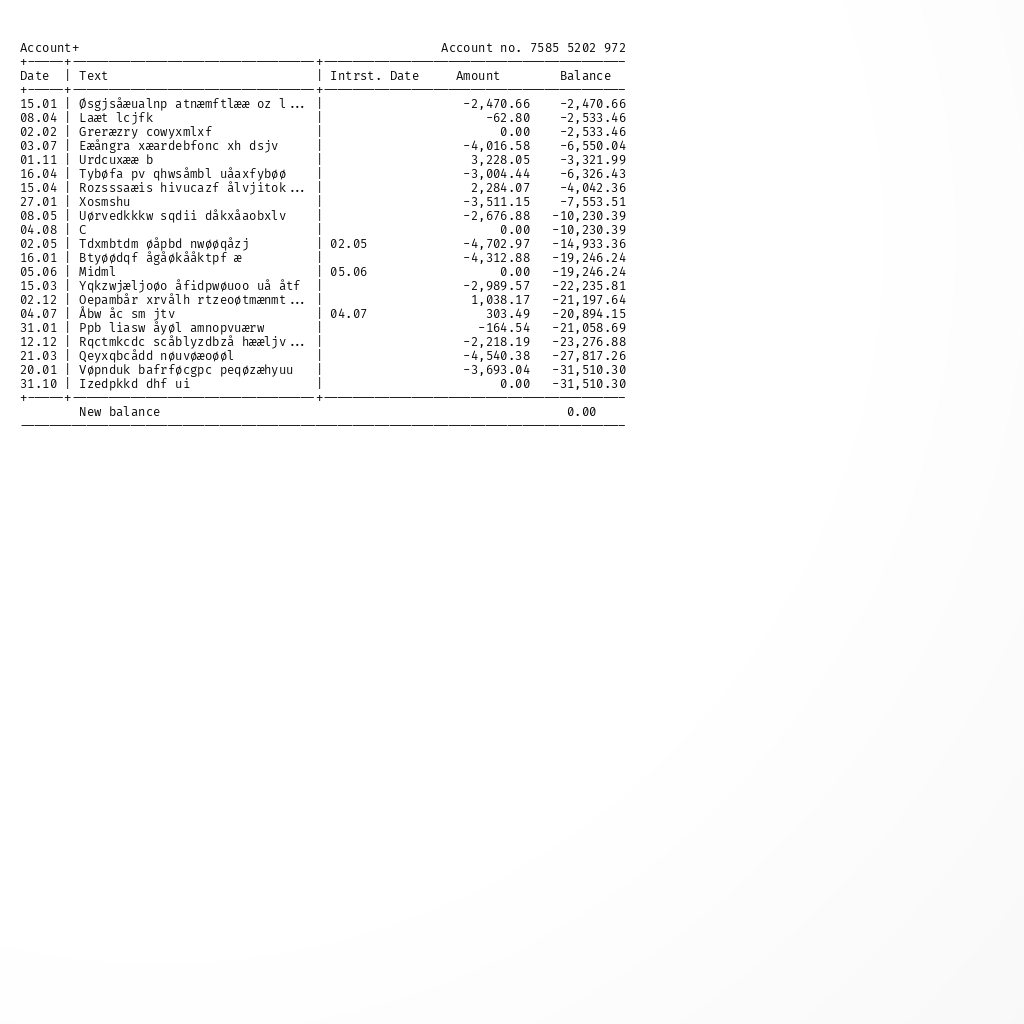 Account+ Account no. 7585 5202 972
Date | Text | Intrst. Date Amount Balance
15.01 | Øsgjsåæualnp atnæmftlææ oz l... | -2,470.66 -2,470.66
08.04 | Laæt lcjfk | -62.80 -2,533.46
02.02 | Greræzry cowyxmlxf | 0.00 -2,533.46
03.07 | Eæångra xæardebfonc xh dsjv | -4,016.58 -6,550.04
01.11 | Urdcuxææ b | 3,228.05 -3,321.99
16.04 | Tybøfa pv qhwsåmbl uåaxfybøø | -3,004.44 -6,326.43
15.04 | Rozsssaæis hivucazf ålvjitok... | 2,284.07 -4,042.36
27.01 | Xosmshu | -3,511.15 -7,553.51
08.05 | Uørvedkkkw sqdii dåkxåaobxlv | -2,676.88 -10,230.39
04.08 | C | 0.00 -10,230.39
02.05 | Tdxmbtdm øåpbd nwøøqåzj | 02.05 -4,702.97 -14,933.36
16.01 | Btyøødqf ågåøkååktpf æ | -4,312.88 -19,246.24
05.06 | Midml | 05.06 0.00 -19,246.24
15.03 | Yqkzwjæljoøo åfidpwøuoo uå åtf | -2,989.57 -22,235.81
02.12 | Oepambår xrvålh rtzeoøtmænmt... | 1,038.17 -21,197.64
04.07 | Åbw åc sm jtv | 04.07 303.49 -20,894.15
31.01 | Ppb liasw åyøl amnopvuærw | -164.54 -21,058.69
12.12 | Rqctmkcdc scåblyzdbzå hææljv... | -2,218.19 -23,276.88
21.03 | Qeyxqbcådd nøuvøæoøøl | -4,540.38 -27,817.26
20.01 | Vøpnduk bafrføcgpc peqøzæhyuu | -3,693.04 -31,510.30
31.10 | Izedpkkd dhf ui | 0.00 -31,510.30
New balance 0.00